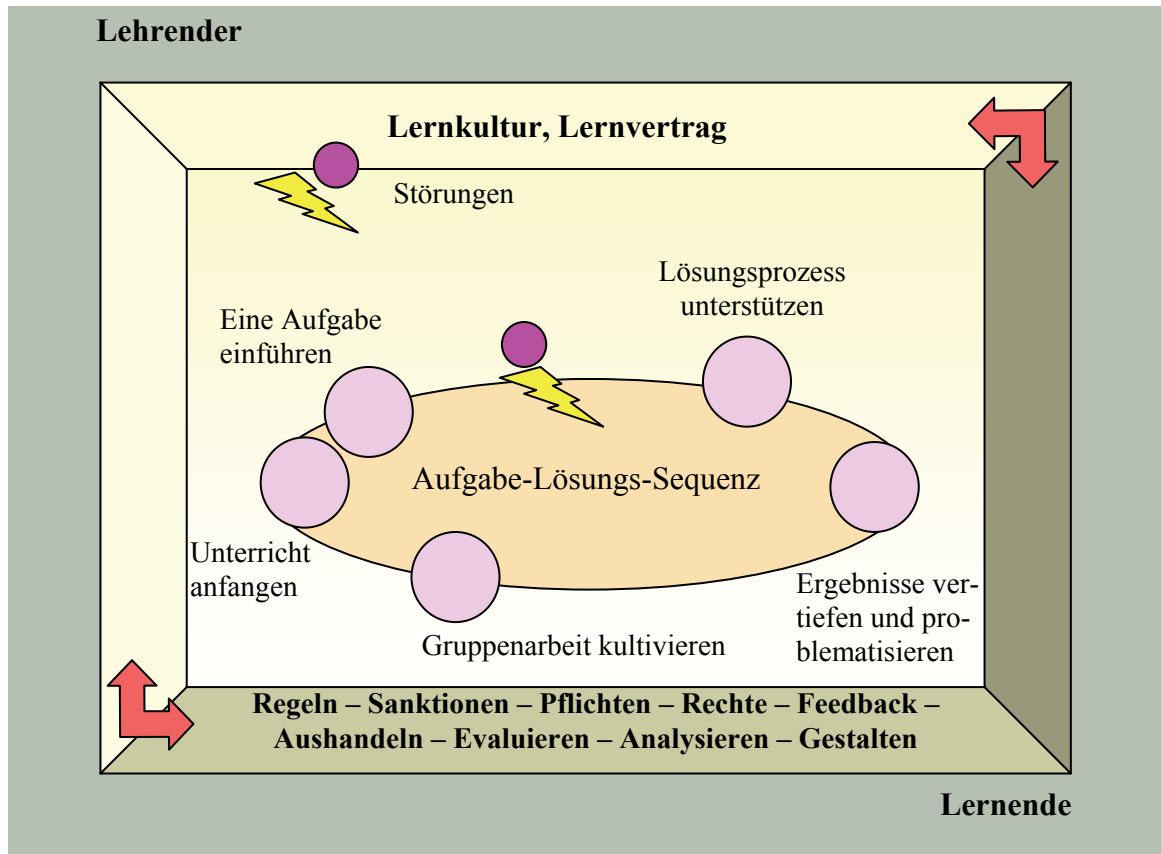 Lehrender
Lernkultur, Lernvertrag
Störungen
Lösungsprozess
unterstützen
Eine Aufgabe
einführen
Aufgabe-Lösungs-Sequenz
Unterricht
anfangen
Ergebnisse ver-
tiefen und pro-
blematisieren
Gruppenarbeit kultivieren
Regeln – Sanktionen – Pflichten – Rechte – Feedback –
Aushandeln – Evaluieren – Analysieren – Gestalten
Lernende